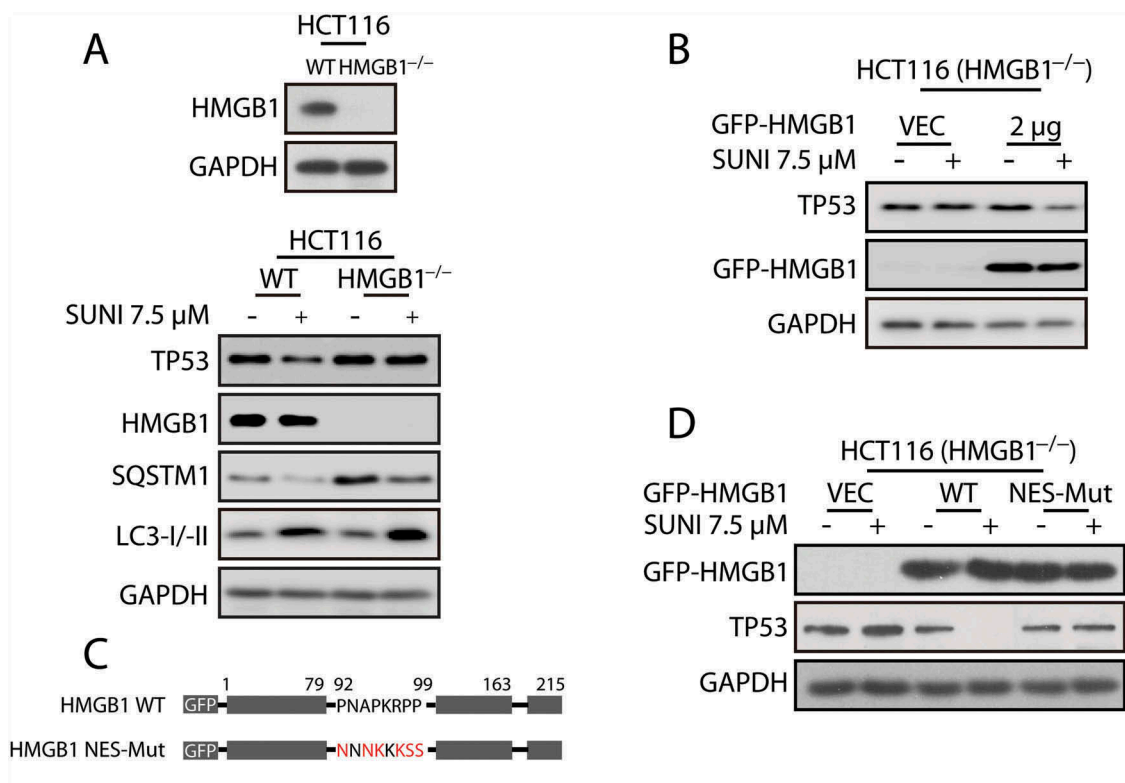 A
HCT116
WT HMGB1–/–
HMGB1
GAPDH
HCT116
WT HMGB1–/–
SUNI 7.5 µM - + - +
TP53
HMGB1
SQSTM1
LC3-I/-II
GAPDH
B
HCT116 (HMGB1–/–)
GFP-HMGB1 VEC 2 µg
SUNI 7.5 µM - + - +
TP53
GFP-HMGB1
GAPDH
C
1 79 92 99 163 215
HMGB1 WT GFP PNAPKRPP
HMGB1 NES-Mut GFP NNNKKKSS
D
HCT116 (HMGB1–/–)
GFP-HMGB1 VEC WT NES-Mut
SUNI 7.5 µM - + - + - +
GFP-HMGB1
TP53
GAPDH